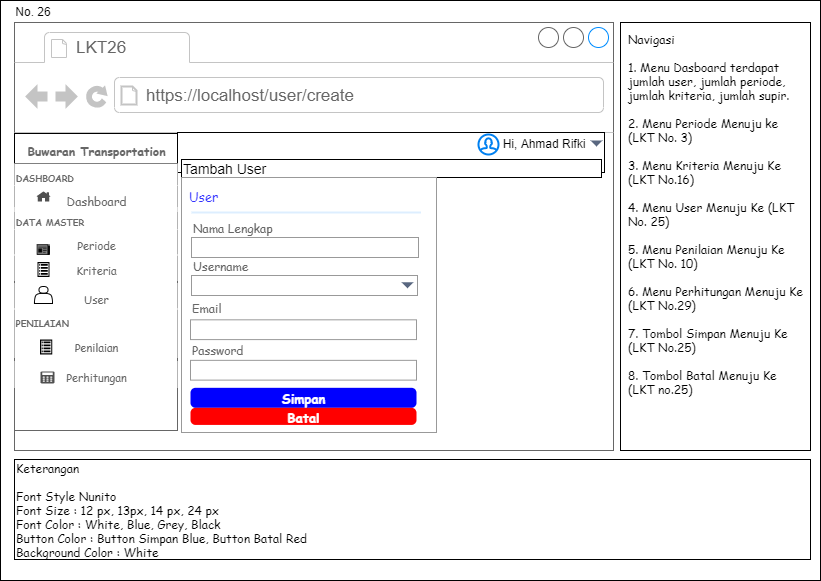 No. 26
LKT26
https://localhost/user/create
Buwaran Transportation
Hi, Ahmad Rifki
DASHBOARD
Dashboard
DATA MASTER
Periode
Kriteria
User
PENILAIAN
Penilaian
Perhitungan
Tambah User
User
Nama Lengkap
Username
Email
Password
Simpan
Batal
Navigasi
1. Menu Dasboard terdapat
jumlah user, jumlah periode,
jumlah kriteria, jumlah supir.
2. Menu Periode Menuju ke
(LKT No. 3)
3. Menu Kriteria Menuju Ke
(LKT No.16)
4. Menu User Menuju Ke (LKT
No. 25)
5. Menu Penilaian Menuju Ke
(LKT No. 10)
6. Menu Perhitungan Menuju Ke
(LKT No.29)
7. Tombol Simpan Menuju Ke
(LKT No.25)
8. Tombol Batal Menuju Ke
(LKT no.25)
Keterangan
Font Style Nunito
Font Size : 12 px, 13px, 14 px, 24 px
Font Color : White, Blue, Grey, Black
Button Color : Button Simpan Blue, Button Batal Red
Background Color : White